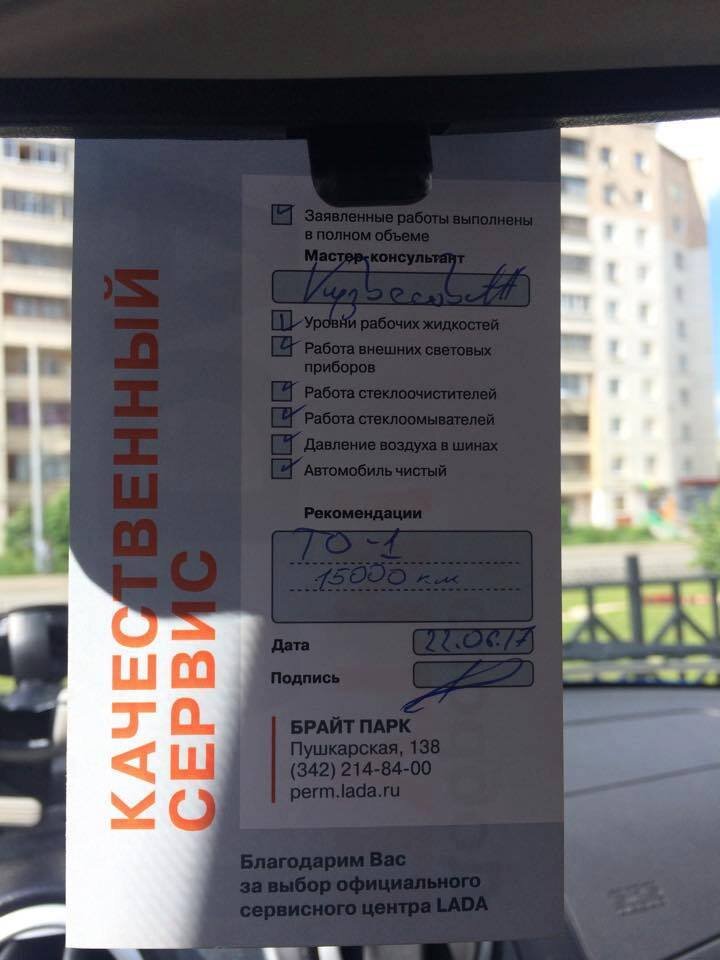 КАЧЕСТВЕННЫЙ
СЕРВИС
Заявленные работы выполнены
в полном объеме
Мастер-консультант
Уровни рабочих жидкостей
Работа внешних световых
приборов
Работа стеклоочистителей
Работа стеклоомывателей
Давление воздуха в шинах
Автомобиль чистый
Рекомендации
ТО-1
15000 км
Дата
22.06.17
Подпись
БРАЙТ ПАРК
Пушкарская, 138
(342) 214-84-00
perm.lada.ru
Благодарим Вас
за выбор официального
сервисного центра LADA